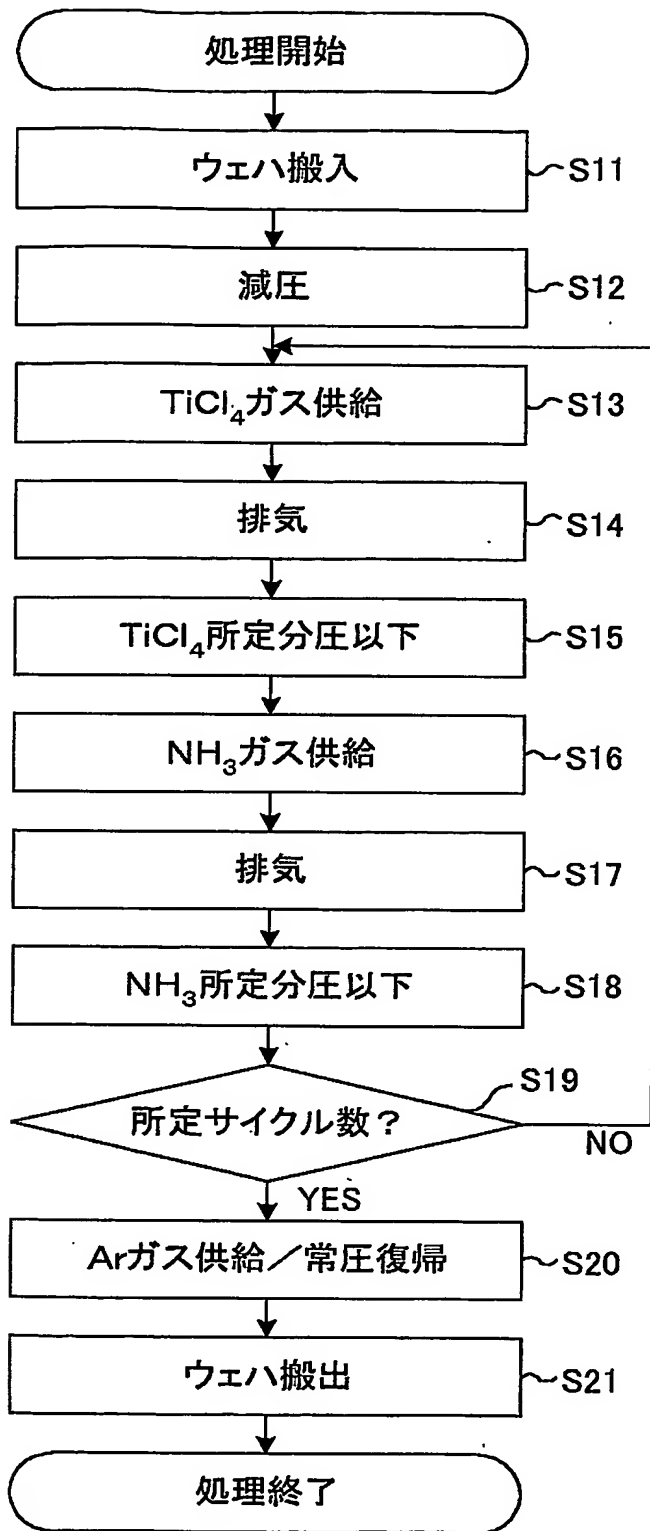 処理開始
ウェハ搬入 S11
減圧 S12
TiCl₄ガス供給 S13
排気 S14
TiCl₄所定分圧以下 S15
NH₃ガス供給 S16
排気 S17
NH₃所定分圧以下 S18
所定サイクル数? S19
NO
YES
Arガス供給/常圧復帰 S20
ウェハ搬出 S21
処理終了